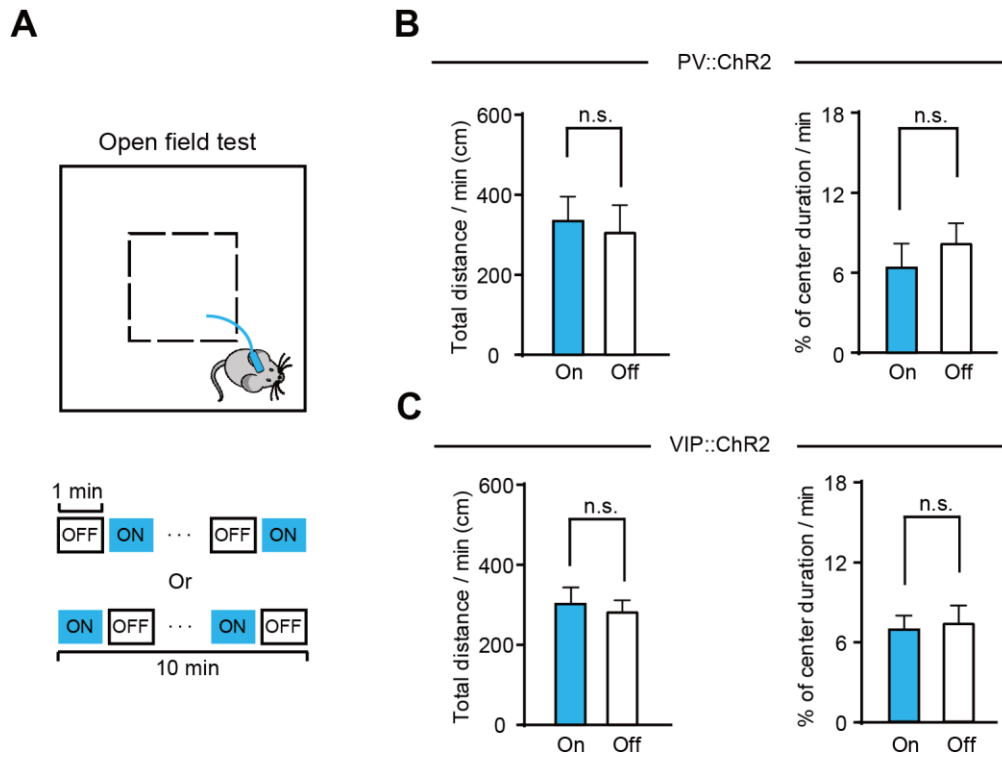 A
Open field test
1 min
OFF ON ... OFF ON
Or
ON OFF ... ON OFF
10 min
B
PV::ChR2
Total distance / min (cm)
600
400
200
0
n.s.
On Off
% of center duration / min
18
12
6
0
n.s.
On Off
C
VIP::ChR2
Total distance / min (cm)
600
400
200
0
n.s.
On Off
% of center duration / min
18
12
6
0
n.s.
On Off